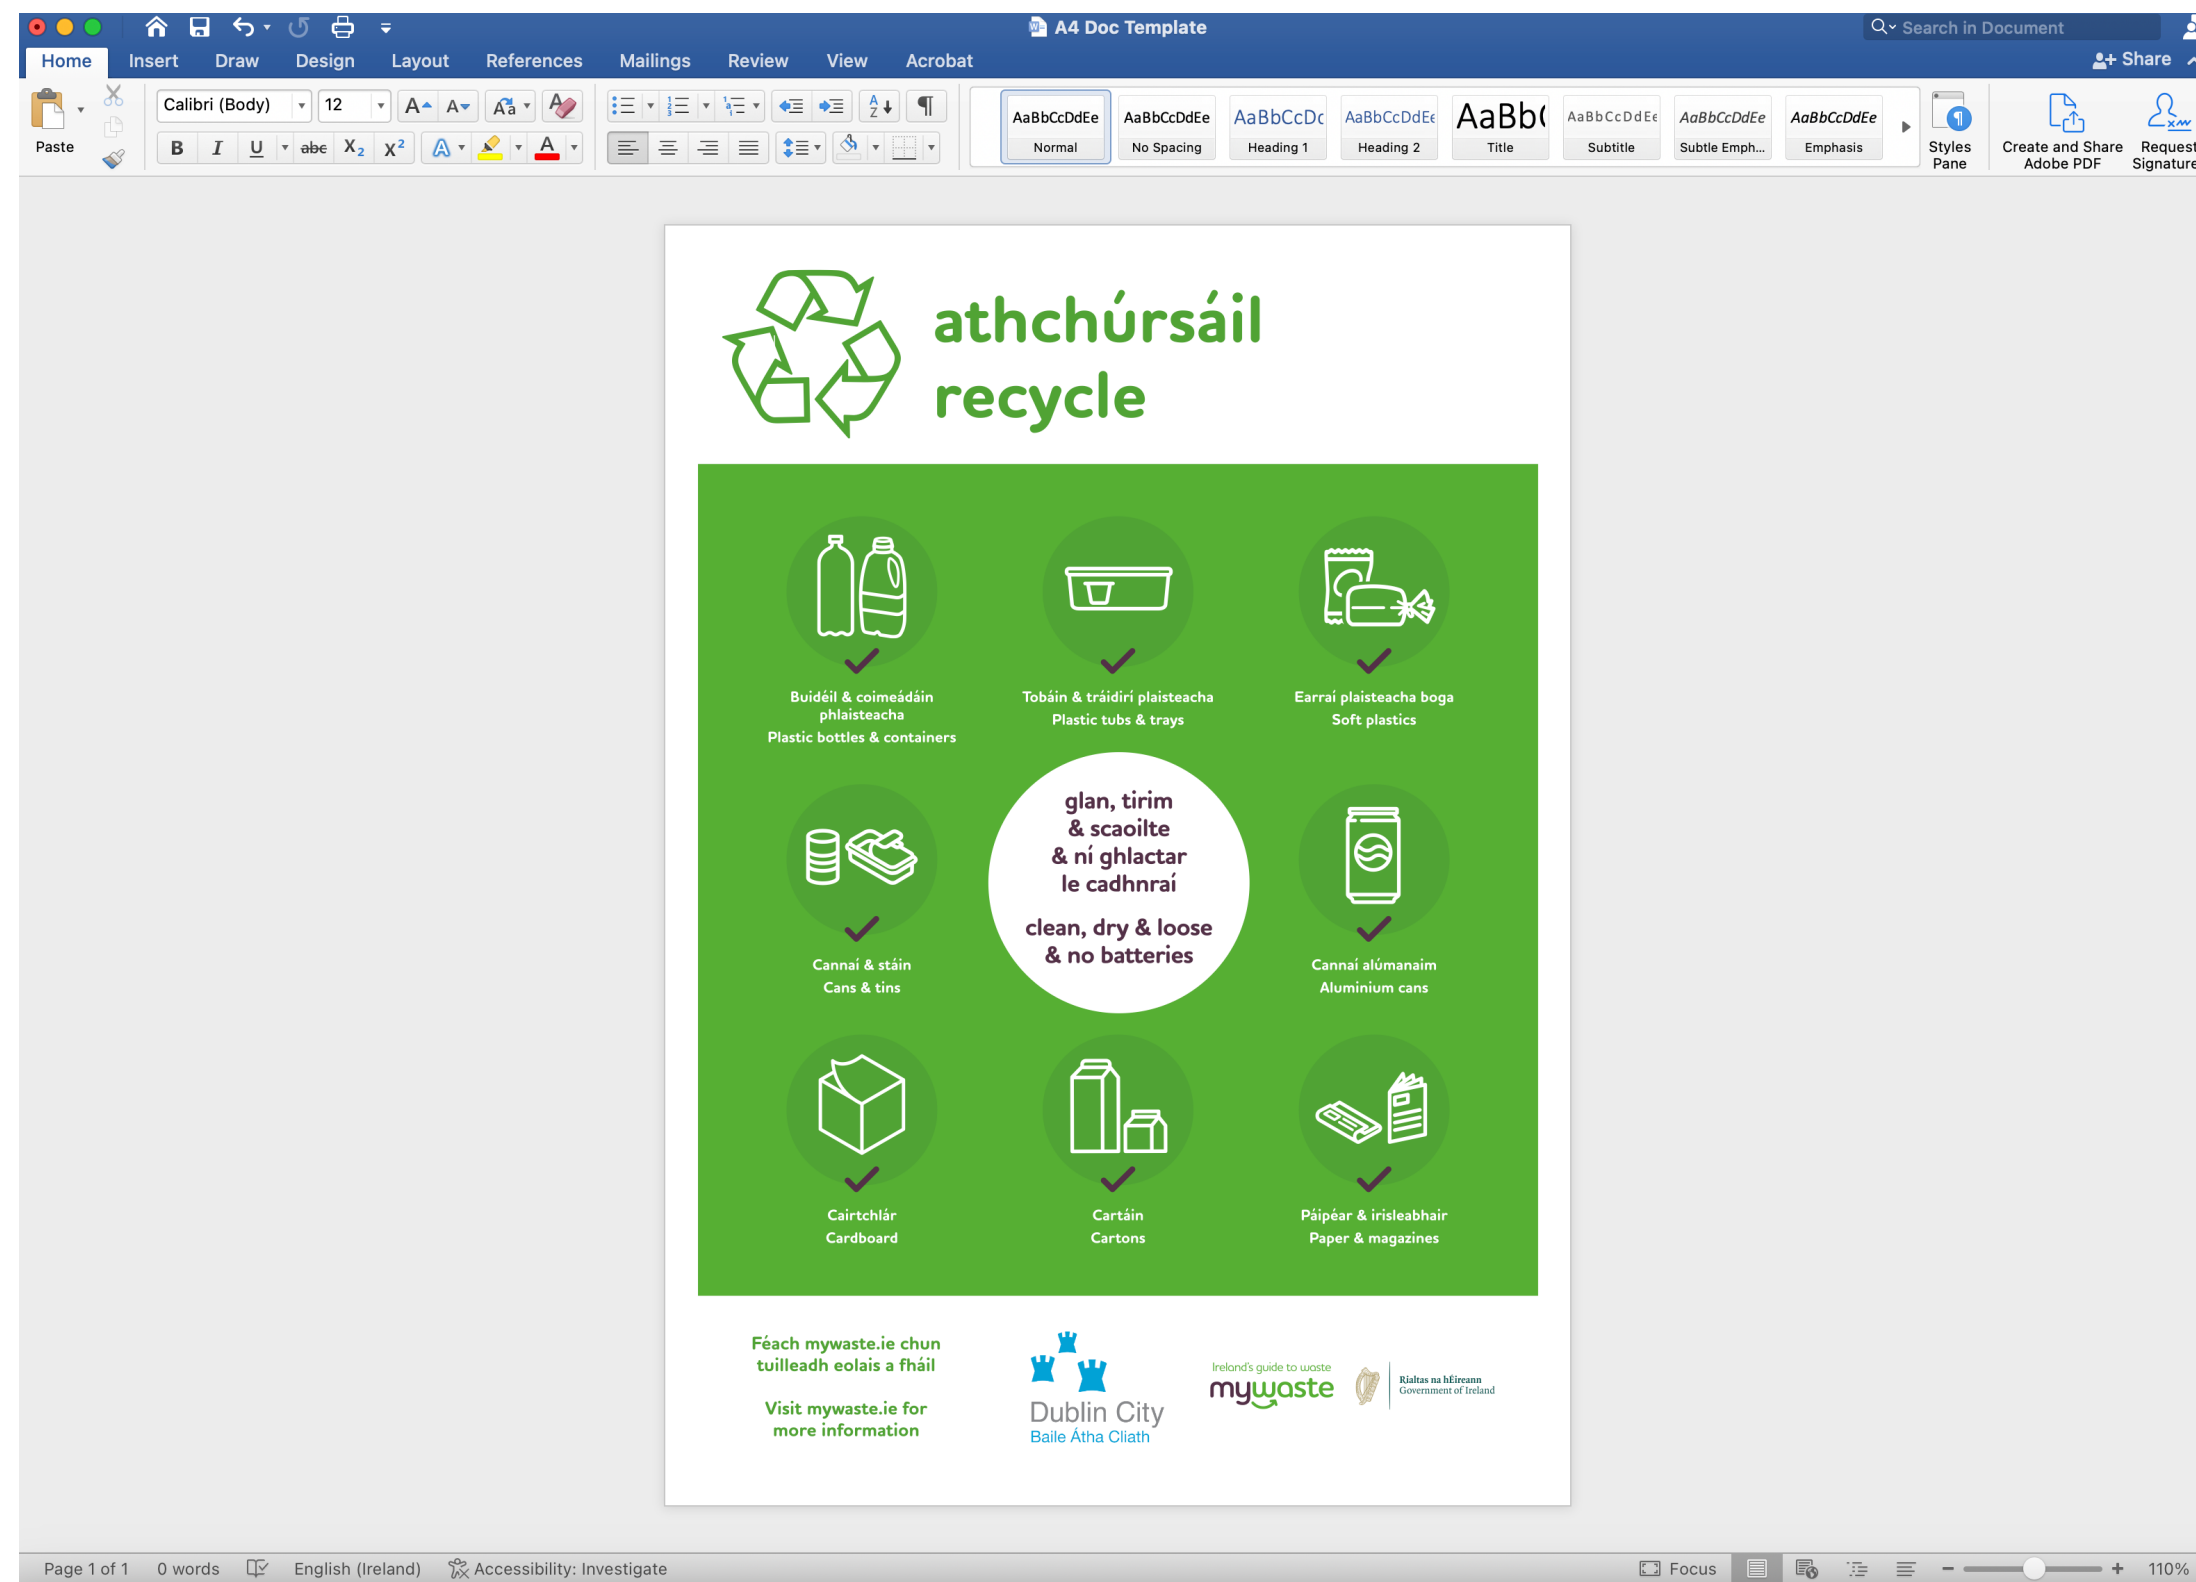 A4 Doc Template
Search in Document
Home Insert Draw Design Layout References Mailings Review View Acrobat
Share
Paste
Calibri (Body) 12
AaBbCcDdEe AaBbCcDdEe AaBbCcDc AaBbCcDdEe AaBb( AaBbCcDdEe AaBbCcDdEe AaBbCcDdEe
Normal No Spacing Heading 1 Heading 2 Title Subtitle Subtle Emph... Emphasis
Styles
Pane
Create and Share
Adobe PDF
Request
Signature
athchúrsáil
recycle
Buidéil & coimeádáin
phlaisteacha
Plastic bottles & containers
Tobáin & tráidirí plaisteacha
Plastic tubs & trays
Earraí plaisteacha boga
Soft plastics
Cannaí & stáin
Cans & tins
glan, tirim
& scaoilte
& ní ghlactar
le cadhnraí
clean, dry & loose
& no batteries
Cannaí alúmanaim
Aluminium cans
Cairtchlár
Cardboard
Cartáin
Cartons
Páipéar & irisleabhair
Paper & magazines
Féach mywaste.ie chun
tuilleadh eolais a fháil
Visit mywaste.ie for
more information
Dublin City
Baile Átha Cliath
Ireland's guide to waste
mywaste
Rialtas na hÉireann
Government of Ireland
Page 1 of 1 0 words English (Ireland) Accessibility: Investigate Focus 110%